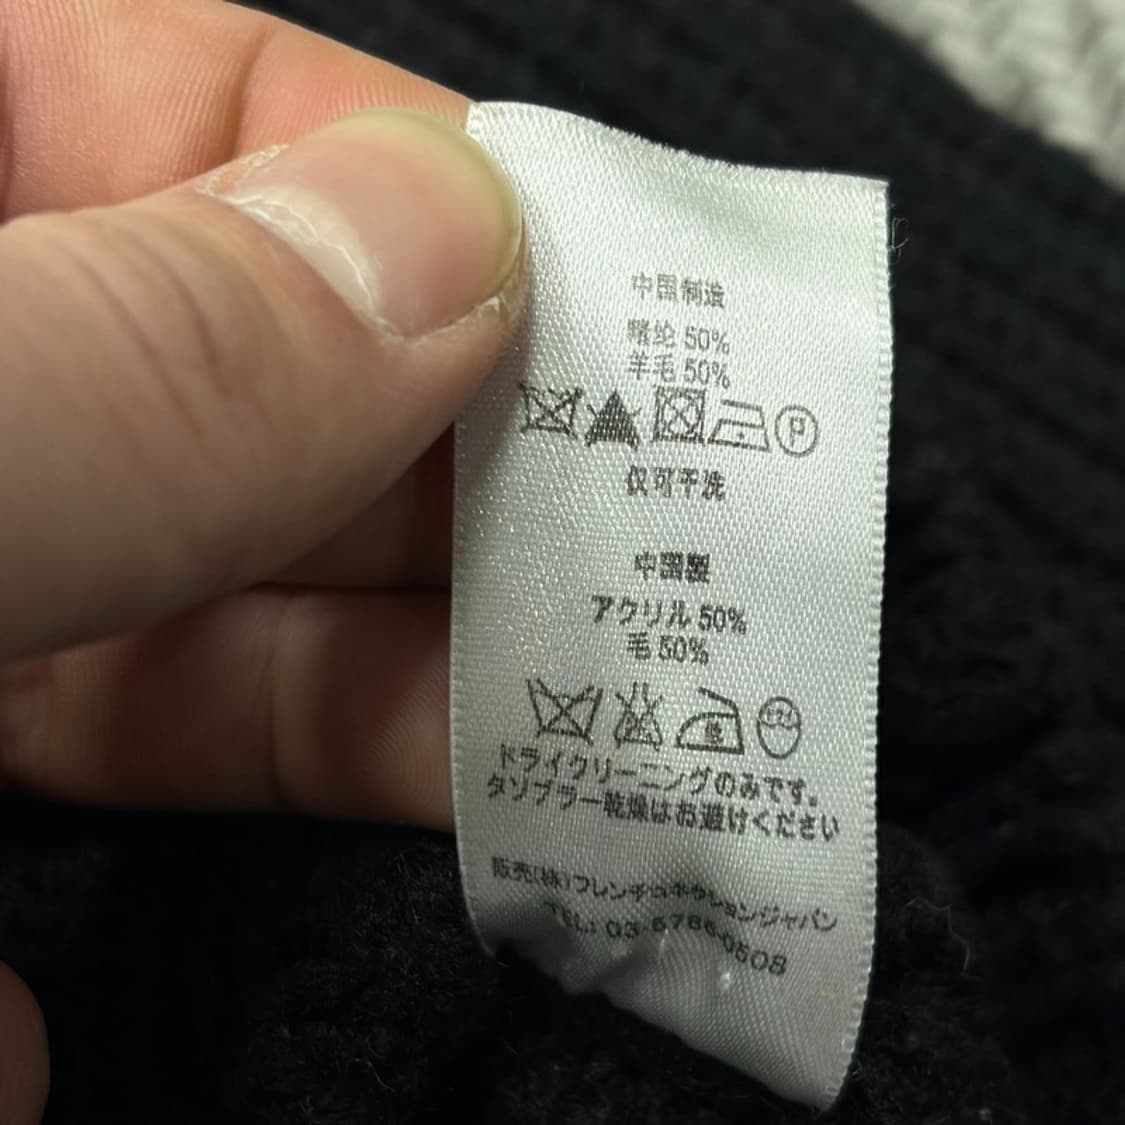 中国制造
腈纶 50%
羊毛 50%
P
仅可干洗
中国製
アクリル 50%
毛 50%
ドライクリーニングのみです。
タンブラー乾燥はお避けください
販売(株)フレンチコネクションジャパン
TEL: 03-6786-0508